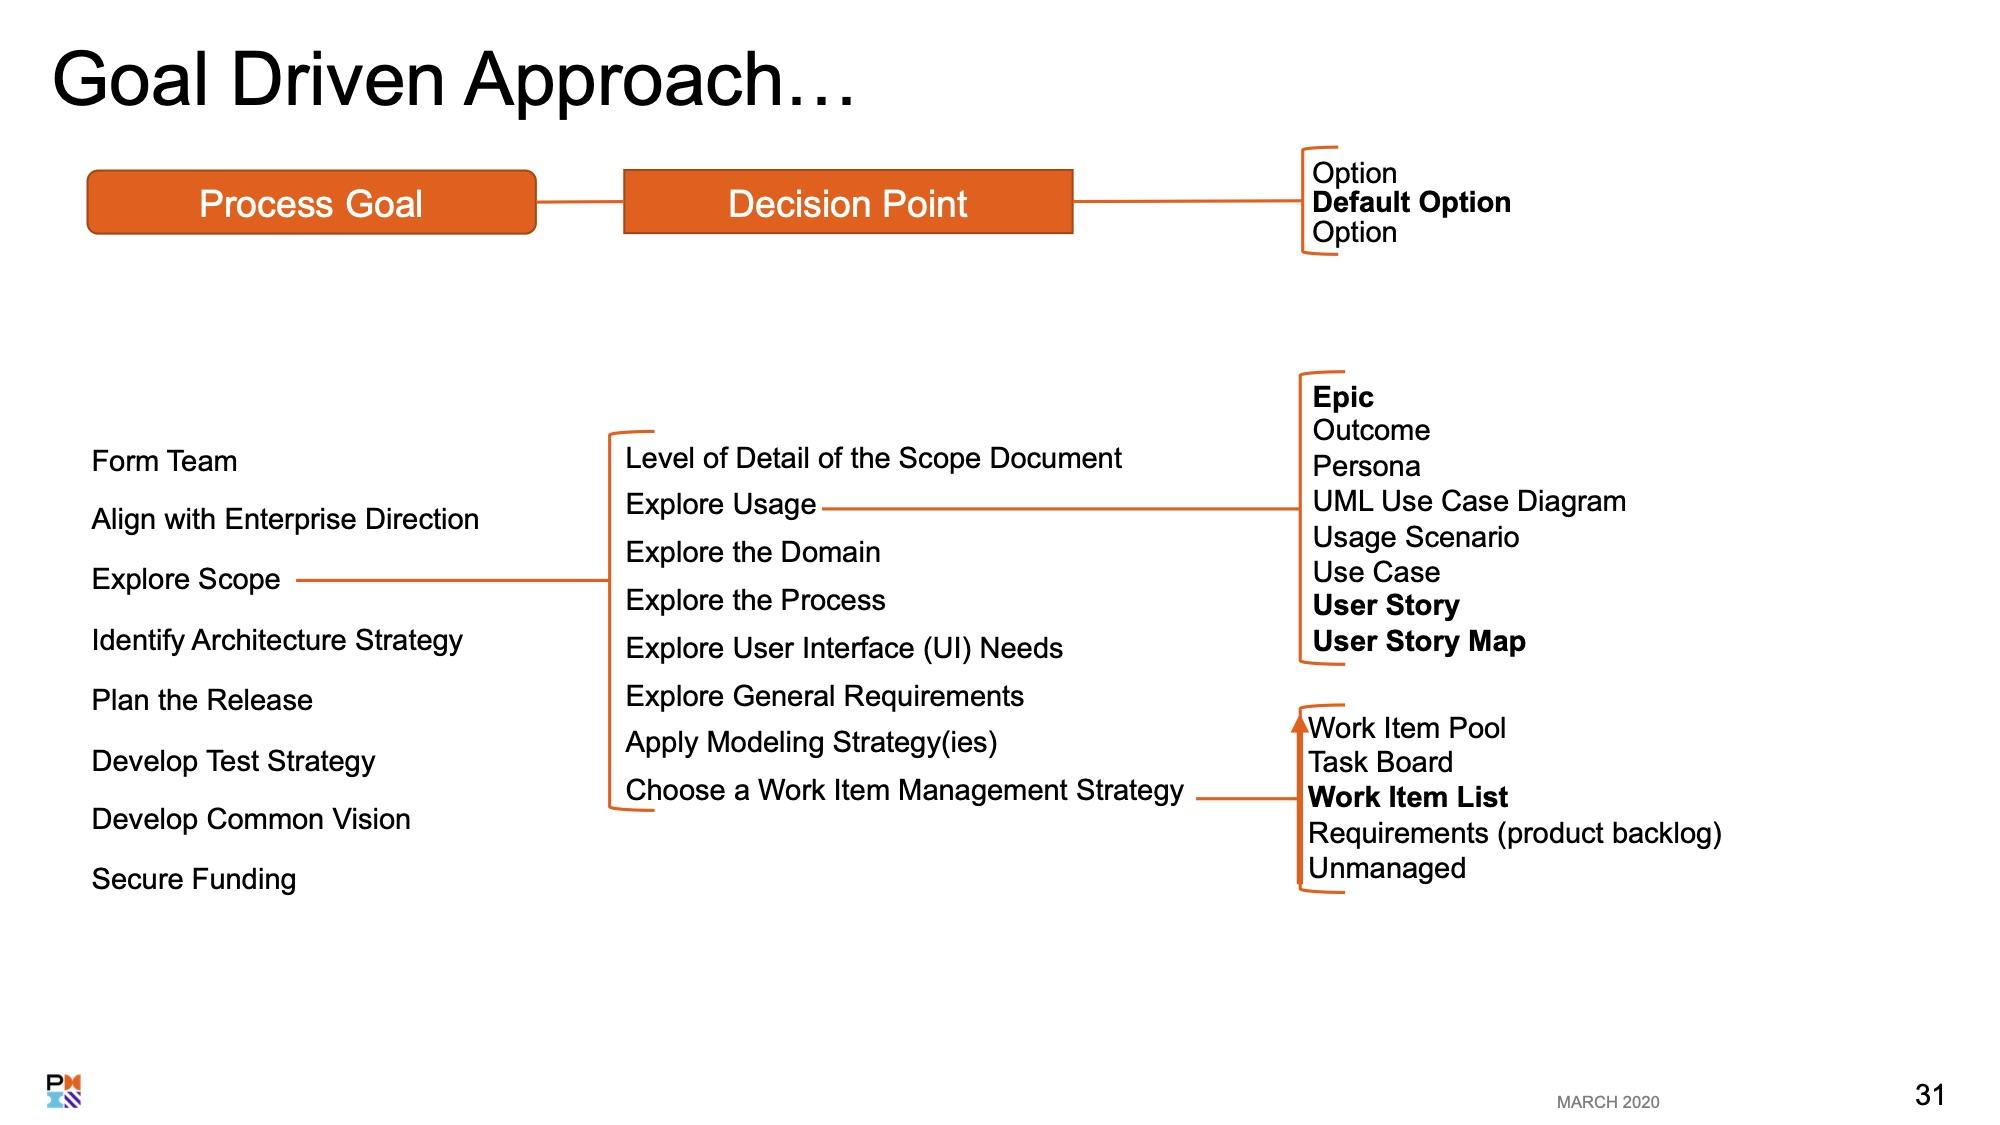 Goal Driven Approach…
Process Goal
Decision Point
Option
Default Option
Option
Form Team
Align with Enterprise Direction
Explore Scope
Identify Architecture Strategy
Plan the Release
Develop Test Strategy
Develop Common Vision
Secure Funding
Level of Detail of the Scope Document
Explore Usage
Explore the Domain
Explore the Process
Explore User Interface (UI) Needs
Explore General Requirements
Apply Modeling Strategy(ies)
Choose a Work Item Management Strategy
Epic
Outcome
Persona
UML Use Case Diagram
Usage Scenario
Use Case
User Story
User Story Map
Work Item Pool
Task Board
Work Item List
Requirements (product backlog)
Unmanaged
MARCH 2020
31